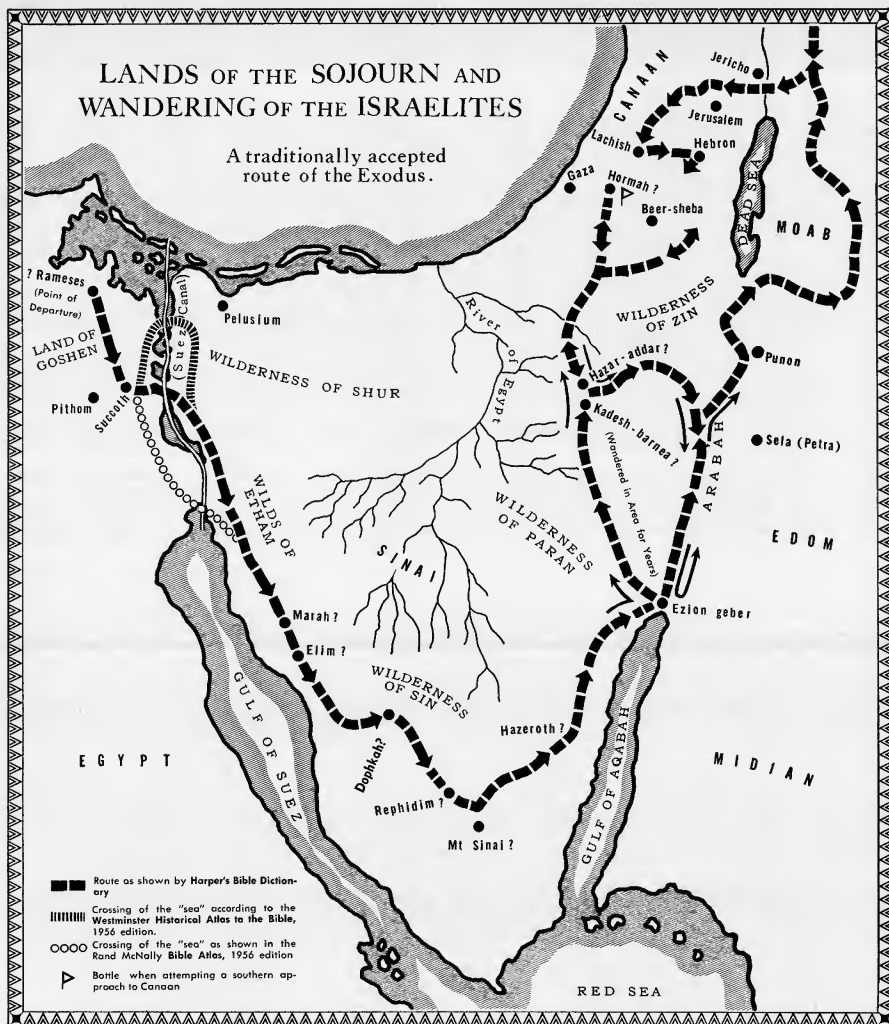 LANDS OF THE SOJOURN AND
WANDERING OF THE ISRAELITES
A traditionally accepted
route of the Exodus.
CANAAN
Jericho
Jerusalem
Lachish
Hebron
Gaza
Hormah ?
Beer-sheba
DEAD SEA
MOAB
? Rameses
(Point of
Departure)
LAND OF
GOSHEN
(Suez Canal)
Pelusium
River of Egypt
WILDERNESS
OF ZIN
WILDERNESS OF SHUR
Hazar-addar ?
Punon
Pithom
Succoth
Kadesh-barnea ?
(Wandered in Area for Years)
ARABAH
Sela (Petra)
WILDS OF
ETHAM
WILDERNESS
OF PARAN
SINAI
EDOM
Marah ?
Ezion geber
Elim ?
WILDERNESS
OF SIN
GULF OF SUEZ
Hazeroth ?
Dophkah?
EGYPT
MIDIAN
Rephidim ?
GULF OF AQABAH
Mt Sinai ?
Route as shown by Harper's Bible Diction-
ary
Crossing of the "sea" according to the
Westminster Historical Atlas to the Bible,
1956 edition.
Crossing of the "sea" as shown in the
Rand McNally Bible Atlas, 1956 edition
Battle when attempting a southern ap-
proach to Canaan
RED SEA